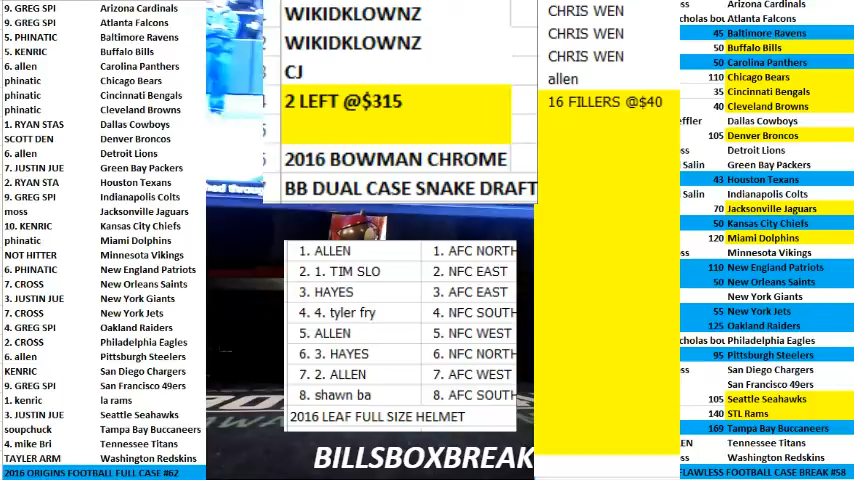 9. GREG SPI Arizona Cardinals
9. GREG SPI Atlanta Falcons
5. PHINATIC Baltimore Ravens
5. KENRIC Buffalo Bills
6. allen Carolina Panthers
phinatic Chicago Bears
phinatic Cincinnati Bengals
phinatic Cleveland Browns
1. RYAN STAS Dallas Cowboys
SCOTT DEN Denver Broncos
6. allen Detroit Lions
7. JUSTIN JUE Green Bay Packers
2. RYAN STA Houston Texans
9. GREG SPI Indianapolis Colts
moss Jacksonville Jaguars
10. KENRIC Kansas City Chiefs
phinatic Miami Dolphins
NOT HITTER Minnesota Vikings
6. PHINATIC New England Patriots
7. CROSS New Orleans Saints
3. JUSTIN JUE New York Giants
7. CROSS New York Jets
4. GREG SPI Oakland Raiders
2. CROSS Philadelphia Eagles
6. allen Pittsburgh Steelers
KENRIC San Diego Chargers
9. GREG SPI San Francisco 49ers
1. kenric la rams
3. JUSTIN JUE Seattle Seahawks
soupchuck Tampa Bay Buccaneers
4. mike Bri Tennessee Titans
TAYLER ARM Washington Redskins
2016 ORIGINS FOOTBALL FULL CASE #62
WIKIDKLOWNZ
WIKIDKLOWNZ
CJ
2 LEFT @$315
2016 BOWMAN CHROME
BB DUAL CASE SNAKE DRAFT
1. ALLEN 1. AFC NORTH
2. 1. TIM SLO 2. NFC EAST
3. HAYES 3. AFC EAST
4. 4. tyler fry 4. NFC SOUTH
5. ALLEN 5. NFC WEST
6. 3. HAYES 6. NFC NORTH
7. 2. ALLEN 7. AFC WEST
8. shawn ba 8. AFC SOUTH
2016 LEAF FULL SIZE HELMET
BILLSBOXBREAK
CHRIS WEN
CHRIS WEN
CHRIS WEN
allen
16 FILLERS @$40
Arizona Cardinals
cholas bou Atlanta Falcons
45 Baltimore Ravens
50 Buffalo Bills
50 Carolina Panthers
110 Chicago Bears
35 Cincinnati Bengals
40 Cleveland Browns
effler Dallas Cowboys
105 Denver Broncos
ss Detroit Lions
Salin Green Bay Packers
43 Houston Texans
Salin Indianapolis Colts
70 Jacksonville Jaguars
50 Kansas City Chiefs
120 Miami Dolphins
ss Minnesota Vikings
110 New England Patriots
50 New Orleans Saints
New York Giants
55 New York Jets
125 Oakland Raiders
cholas bou Philadelphia Eagles
95 Pittsburgh Steelers
ss San Diego Chargers
San Francisco 49ers
105 Seattle Seahawks
140 STL Rams
169 Tampa Bay Buccaneers
EN Tennessee Titans
ss Washington Redskins
FLAWLESS FOOTBALL CASE BREAK #58